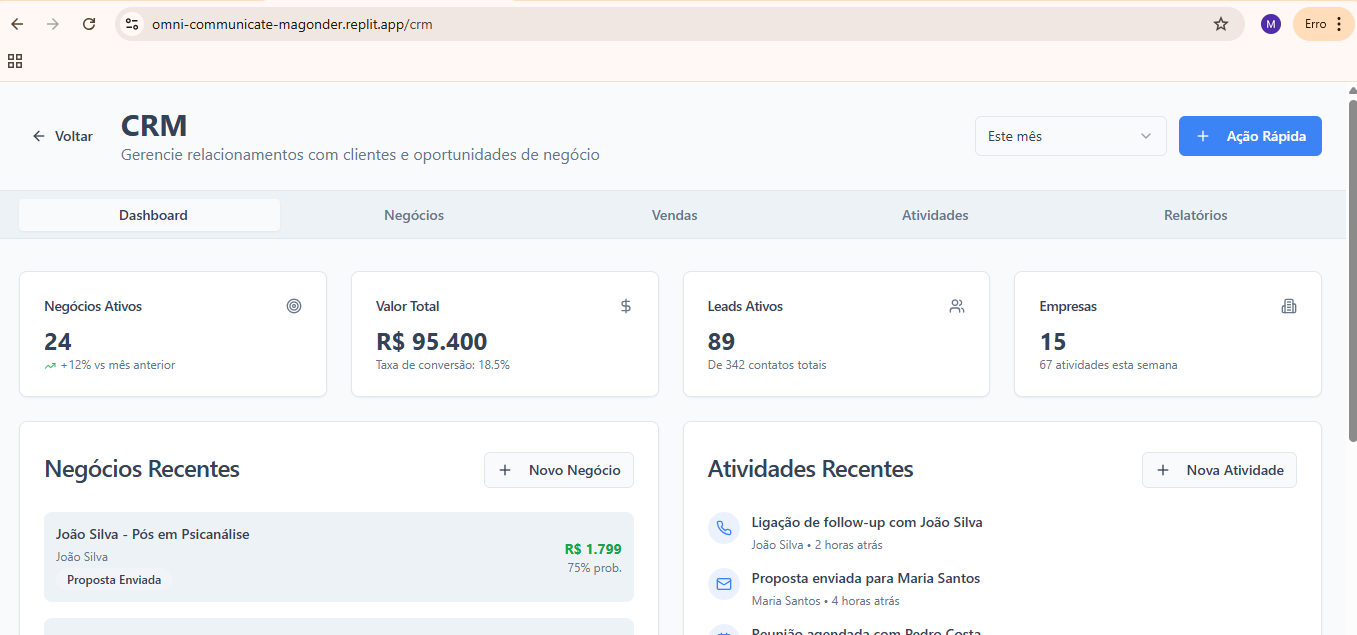 omni-communicate-magonder.replit.app/crm
M
Erro
Voltar
CRM
Gerencie relacionamentos com clientes e oportunidades de negócio
Este mês
Ação Rápida
Dashboard
Negócios
Vendas
Atividades
Relatórios
Negócios Ativos
24
+12% vs mês anterior
Valor Total
R$ 95.400
Taxa de conversão: 18.5%
Leads Ativos
89
De 342 contatos totais
Empresas
15
67 atividades esta semana
Negócios Recentes
+ Novo Negócio
João Silva - Pós em Psicanálise
João Silva
Proposta Enviada
R$ 1.799
75% prob.
Atividades Recentes
+ Nova Atividade
Ligação de follow-up com João Silva
João Silva • 2 horas atrás
Proposta enviada para Maria Santos
Maria Santos • 4 horas atrás
Reunião agendada com Pedro Costa